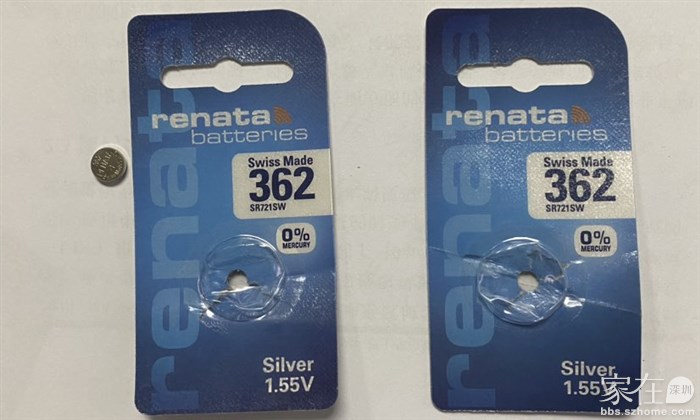 renata
batteries
Swiss Made
362
SR721SW
0%
MERCURY
Silver
1.55V
renata
renata
batteries
Swiss Made
362
SR721SW
0%
MERCURY
Silver
1.55V
renata
家在深圳
bbs.szhome.com